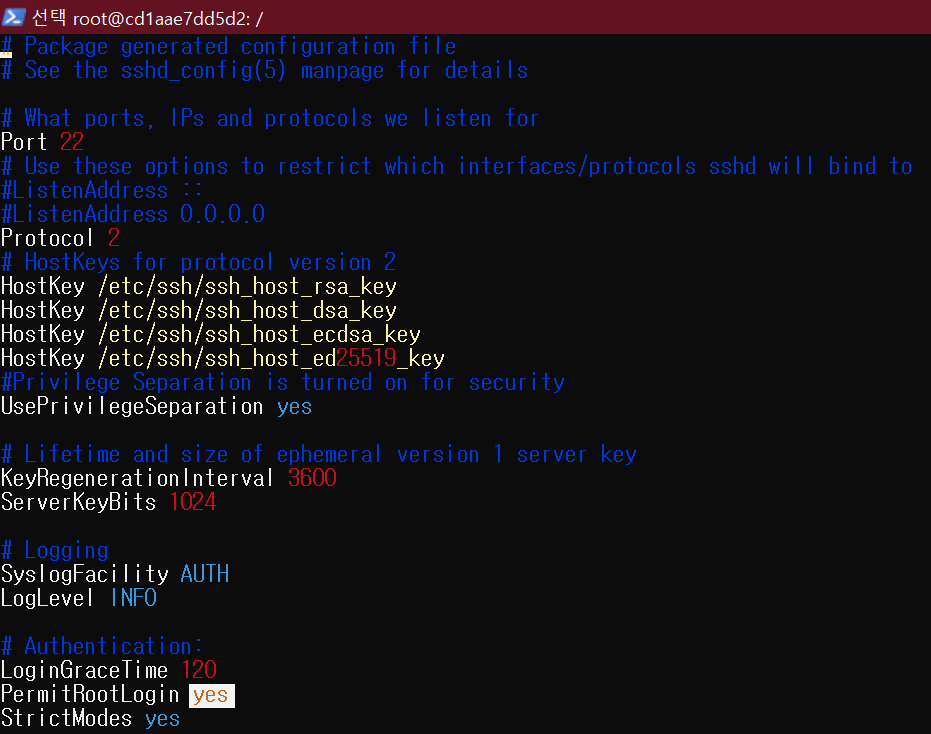 선택 root@cd1aae7dd5d2: /
# Package generated configuration file
# See the sshd_config(5) manpage for details
# What ports, IPs and protocols we listen for
Port 22
# Use these options to restrict which interfaces/protocols sshd will bind to
#ListenAddress ::
#ListenAddress 0.0.0.0
Protocol 2
# HostKeys for protocol version 2
HostKey /etc/ssh/ssh_host_rsa_key
HostKey /etc/ssh/ssh_host_dsa_key
HostKey /etc/ssh/ssh_host_ecdsa_key
HostKey /etc/ssh/ssh_host_ed25519_key
#Privilege Separation is turned on for security
UsePrivilegeSeparation yes
# Lifetime and size of ephemeral version 1 server key
KeyRegenerationInterval 3600
ServerKeyBits 1024
# Logging
SyslogFacility AUTH
LogLevel INFO
# Authentication:
LoginGraceTime 120
PermitRootLogin yes
StrictModes yes